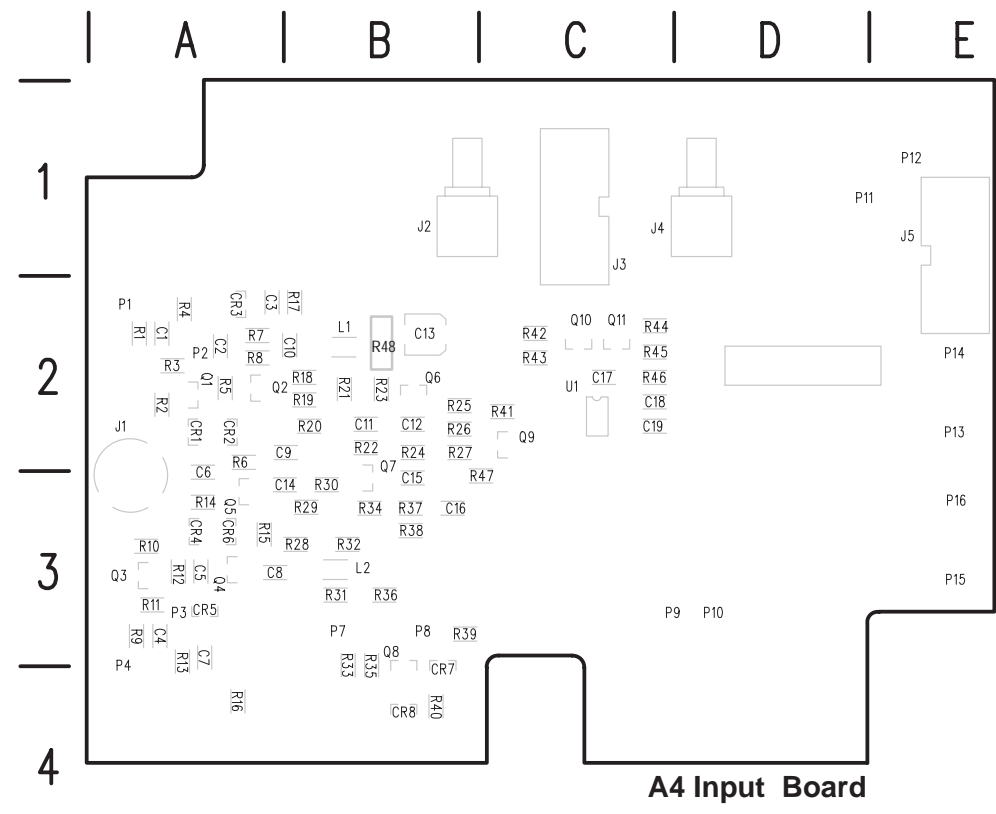 A B C D E
1
P12
P11
J2
J4
J5
J3
P1
R4
CR3
C3
R17
R1
C1
R7
C10
L1
R48
C13
R42
Q10
Q11
R44
P2
C2
R3
R8
R43
R45
P14
2
Q1
R5
Q2
R18
R21
R23
Q6
U1
C17
R46
R2
R19
R25
R41
C18
J1
CR1
CR2
R20
C11
C12
R26
Q9
C19
P13
R6
C9
R22
R24
R27
C6
C14
R30
Q7
C15
R47
R14
Q5
R29
R34
R37
C16
P16
CR4
CR6
R15
R38
R10
R28
R32
3
Q3
R12
C5
Q4
C8
L2
P15
R11
P3
CR5
R31
R36
P9
P10
R9
C4
P7
P8
R39
P4
R13
C7
R33
R35
Q8
CR7
R16
CR8
R40
4
A4 Input Board